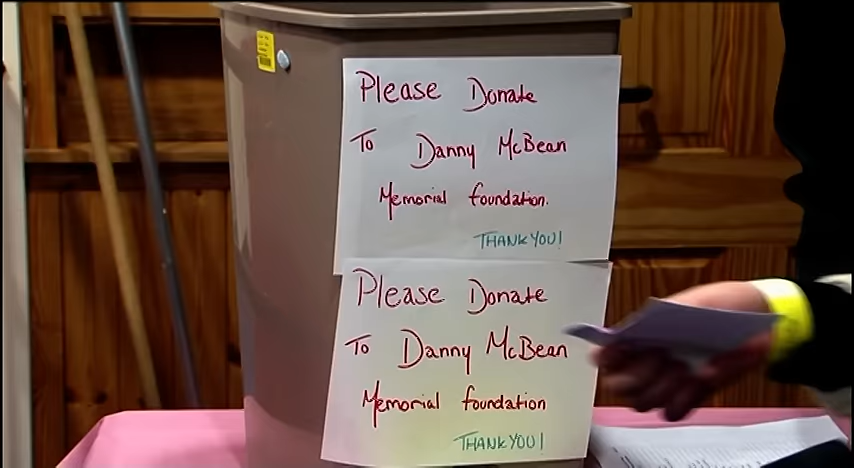 Please Donate
To Danny McBean
Memorial foundation.
THANK YOU!
Please Donate
To Danny McBean
Memorial foundation
THANK YOU!